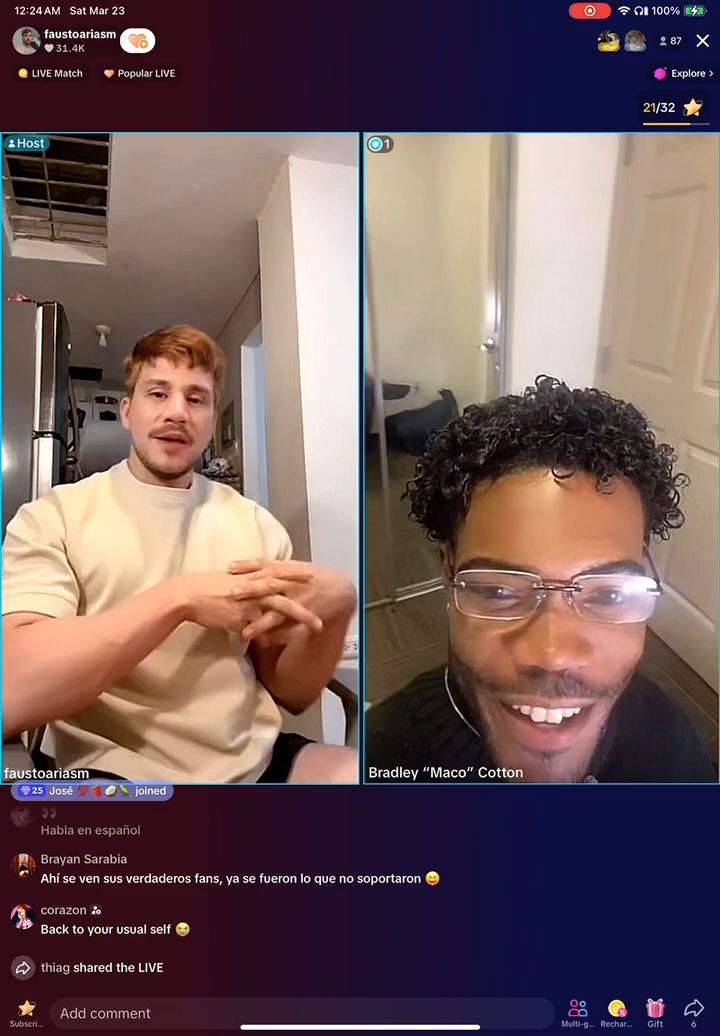 12:24 AM Sat Mar 23
100%
faustoariasm
31.4K
87
LIVE Match
Popular LIVE
Explore >
21/32
Host
1
faustoariasm
Bradley “Maco” Cotton
25 José 💯 joined
👀
Habla en español
Brayan Sarabia
Ahí se ven sus verdaderos fans, ya se fueron lo que no soportaron 😝
corazon
Back to your usual self 😭
thiag shared the LIVE
Subscri...
Add comment
Multi-g...
Rechar...
Gift
6